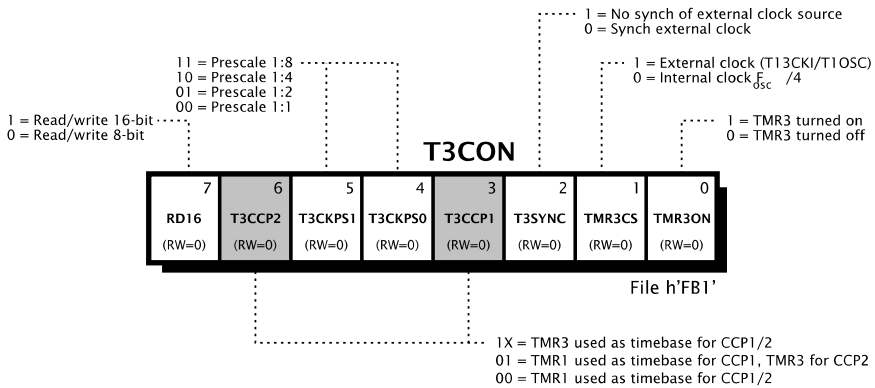 1 = No synch of external clock source
0 = Synch external clock
11 = Prescale 1:8
10 = Prescale 1:4
01 = Prescale 1:2
00 = Prescale 1:1
1 = External clock (T13CKI/T1OSC)
0 = Internal clock Fosc /4
1 = Read/write 16-bit
0 = Read/write 8-bit
1 = TMR3 turned on
0 = TMR3 turned off
T3CON
7 6 5 4 3 2 1 0
RD16 T3CCP2 T3CKPS1 T3CKPS0 T3CCP1 T3SYNC TMR3CS TMR3ON
(RW=0) (RW=0) (RW=0) (RW=0) (RW=0) (RW=0) (RW=0) (RW=0)
File h'FB1'
1X = TMR3 used as timebase for CCP1/2
01 = TMR1 used as timebase for CCP1, TMR3 for CCP2
00 = TMR1 used as timebase for CCP1/2